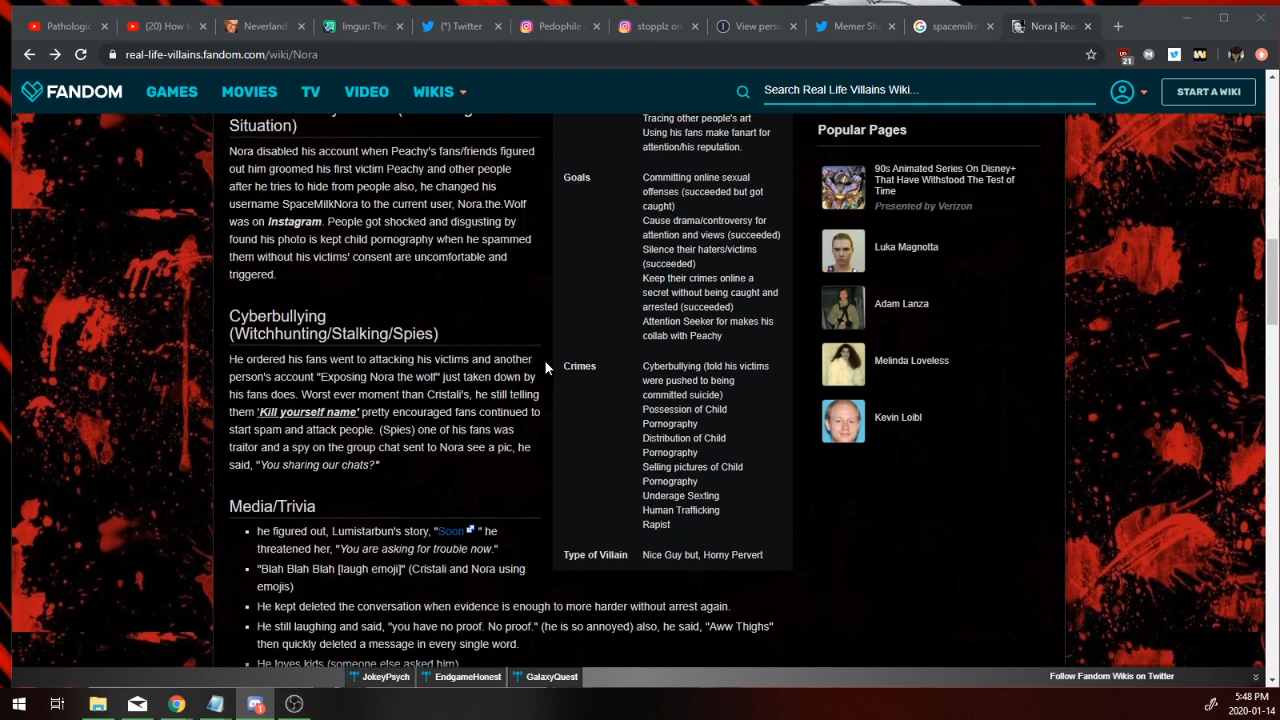 Pathologic
(20) How to
Neverland
Imgur: The
(*) Twitter
Pedophile
stopplz on
View perso
Memer Sha
spacemilk
Nora | Rea
real-life-villains.fandom.com/wiki/Nora
21
FANDOM
GAMES
MOVIES
TV
VIDEO
WIKIS
Search Real Life Villains Wiki...
START A WIKI
Situation)
Nora disabled his account when Peachy's fans/friends figured
out him groomed his first victim Peachy and other people
after he tries to hide from people also, he changed his
username SpaceMilkNora to the current user, Nora.the.Wolf
was on Instagram. People got shocked and disgusting by
found his photo is kept child pornography when he spammed
them without his victims' consent are uncomfortable and
triggered.
Cyberbullying
(Witchhunting/Stalking/Spies)
He ordered his fans went to attacking his victims and another
person's account "Exposing Nora the wolf" just taken down by
his fans does. Worst ever moment than Cristali's, he still telling
them 'Kill yourself name' pretty encouraged fans continued to
start spam and attack people. (Spies) one of his fans was
traitor and a spy on the group chat sent to Nora see a pic, he
said, "You sharing our chats?"
Media/Trivia
he figured out, Lumistarbun's story, "Soon " he
threatened her, "You are asking for trouble now."
"Blah Blah Blah [laugh emoji]" (Cristali and Nora using
emojis)
He kept deleted the conversation when evidence is enough to more harder without arrest again.
He still laughing and said, "you have no proof. No proof." (he is so annoyed) also, he said, "Aww Thighs"
then quickly deleted a message in every single word.
He loves kids (someone else asked him)
Tracing other people's art
Using his fans make fanart for
attention/his reputation.
Goals
Committing online sexual
offenses (succeeded but got
caught)
Cause drama/controversy for
attention and views (succeeded)
Silence their haters/victims
(succeeded)
Keep their crimes online a
secret without being caught and
arrested (succeeded)
Attention Seeker for makes his
collab with Peachy
Crimes
Cyberbullying (told his victims
were pushed to being
committed suicide)
Possession of Child
Pornography
Distribution of Child
Pornography
Selling pictures of Child
Pornography
Underage Sexting
Human Trafficking
Rapist
Type of Villain
Nice Guy but, Horny Pervert
Popular Pages
90s Animated Series On Disney+
That Have Withstood The Test of
Time
Presented by Verizon
Luka Magnotta
Adam Lanza
Melinda Loveless
Kevin Loibl
JokeyPsych
EndgameHonest
GalaxyQuest
Follow Fandom Wikis on Twitter
5:48 PM
2020-01-14